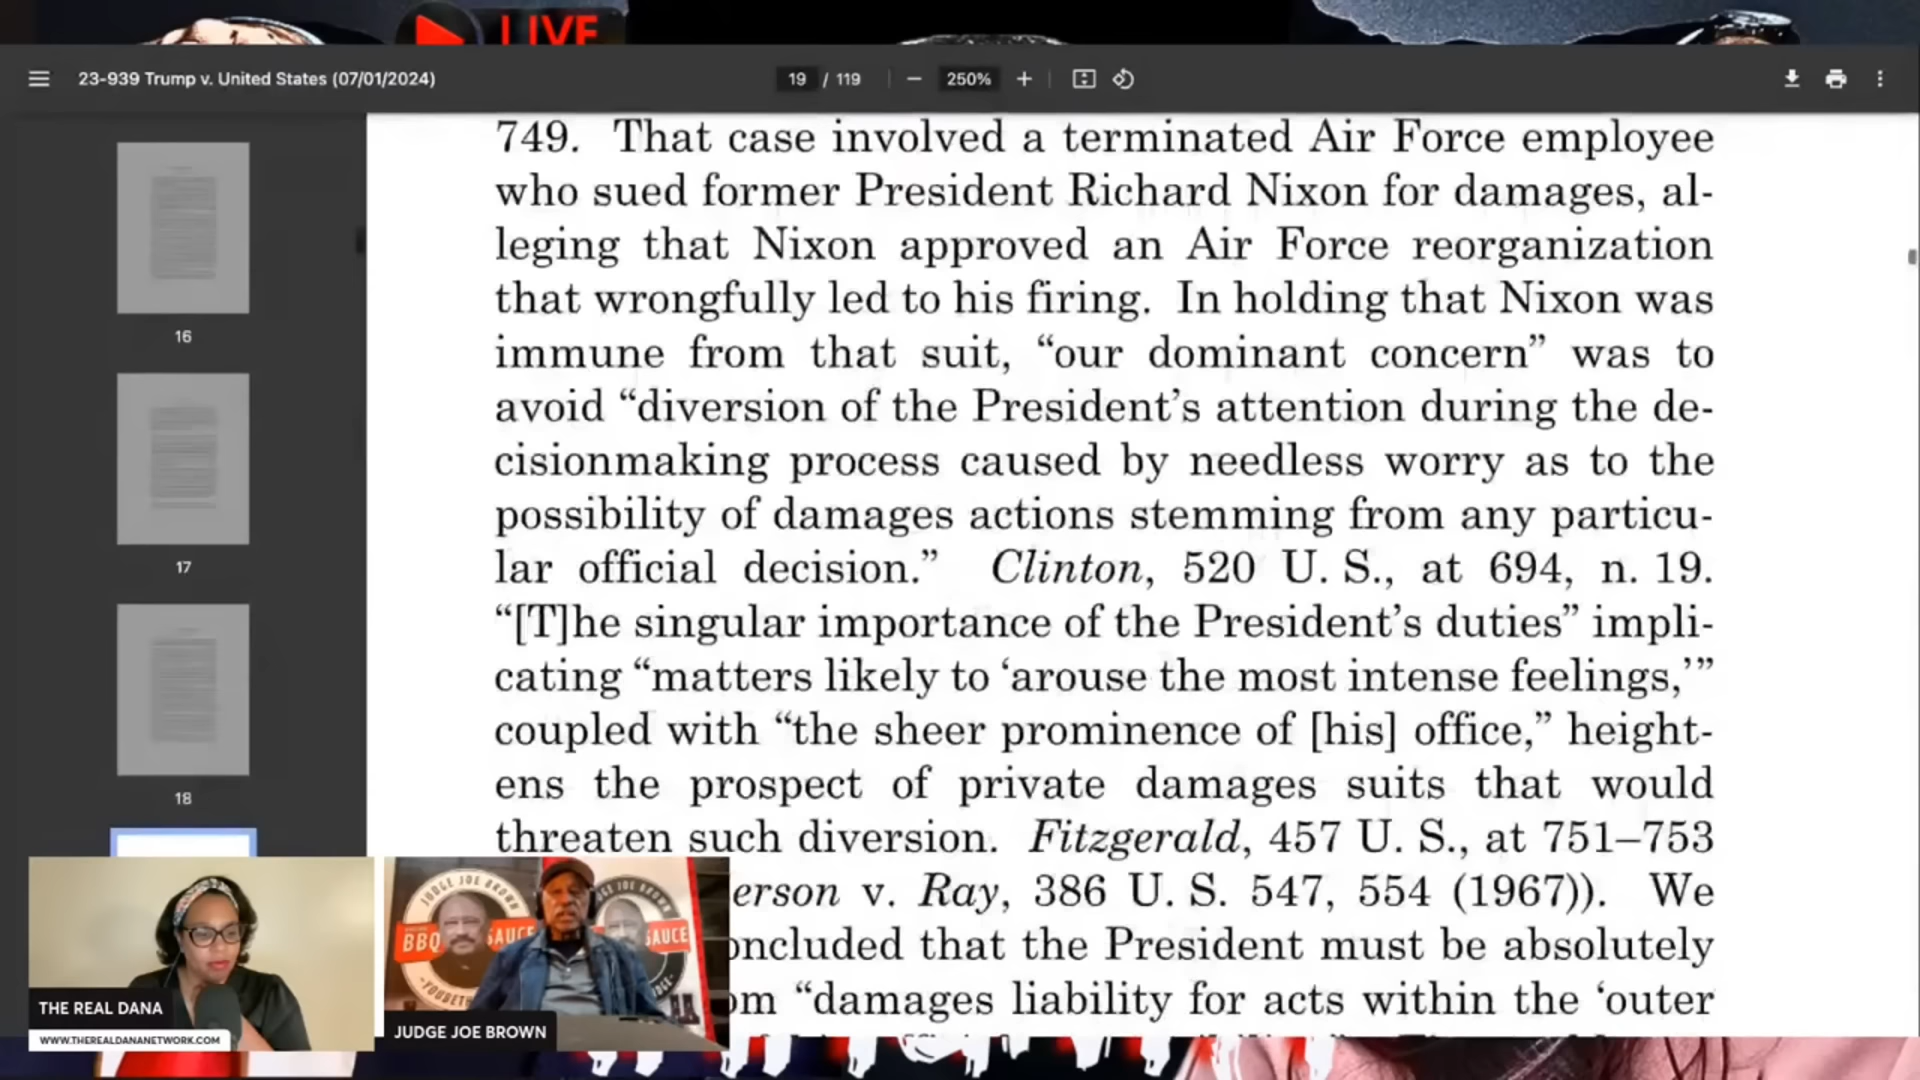 LIVE
23-939 Trump v. United States (07/01/2024)
19 / 119
250%
749. That case involved a terminated Air Force employee
who sued former President Richard Nixon for damages, al-
leging that Nixon approved an Air Force reorganization
that wrongfully led to his firing. In holding that Nixon was
immune from that suit, “our dominant concern” was to
avoid “diversion of the President’s attention during the de-
cisionmaking process caused by needless worry as to the
possibility of damages actions stemming from any particu-
lar official decision.” Clinton, 520 U. S., at 694, n. 19.
“[T]he singular importance of the President’s duties” impli-
cating “matters likely to ‘arouse the most intense feelings,’”
coupled with “the sheer prominence of [his] office,” height-
ens the prospect of private damages suits that would
threaten such diversion. Fitzgerald, 457 U. S., at 751–753
erson v. Ray, 386 U. S. 547, 554 (1967)). We
oncluded that the President must be absolutely
om “damages liability for acts within the ‘outer
16
17
18
THE REAL DANA
WWW.THEREALDANANETWORK.COM
JUDGE JOE BROWN
BBQ SAUCE
JUDGE JOE BROWN
SAUCE
JUDGE JOE BROWN